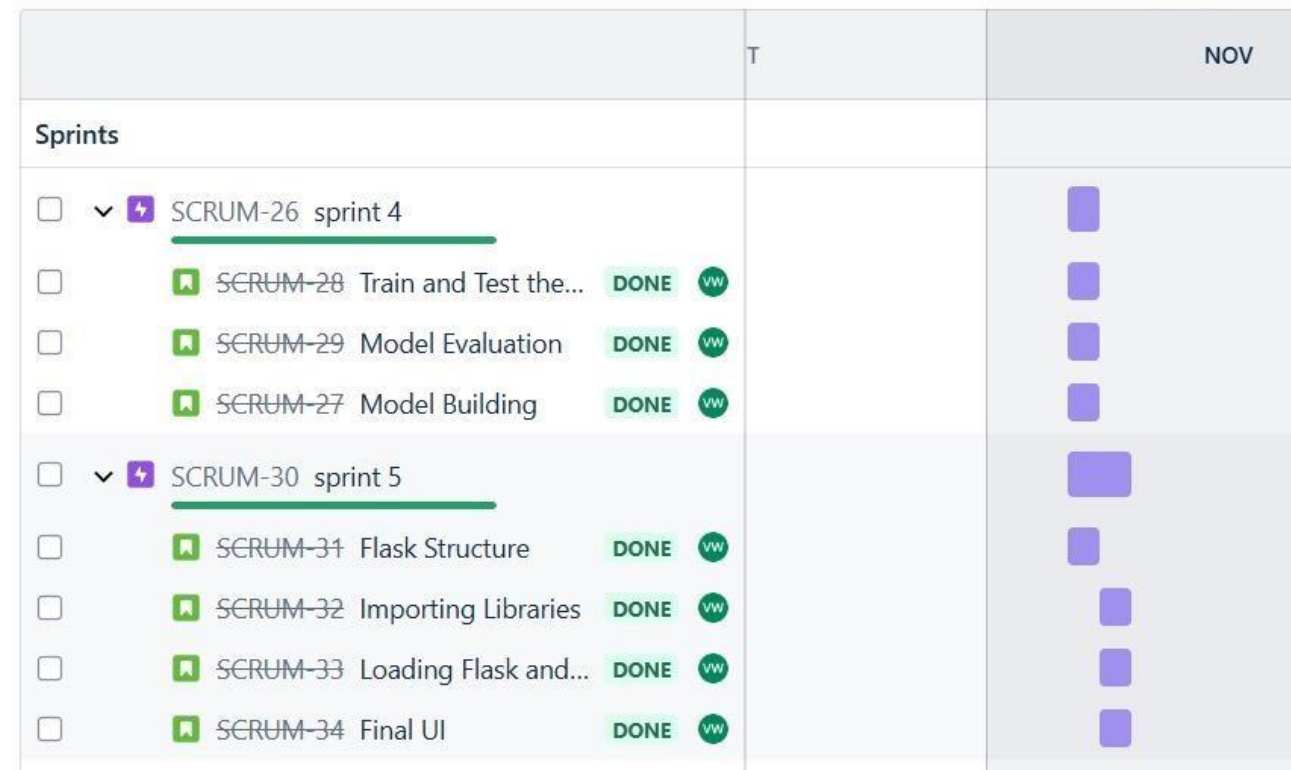 T NOV
Sprints
SCRUM-26 sprint 4
SCRUM-28 Train and Test the... DONE VW
SCRUM-29 Model Evaluation DONE VW
SCRUM-27 Model Building DONE VW
SCRUM-30 sprint 5
SCRUM-31 Flask Structure DONE VW
SCRUM-32 Importing Libraries DONE VW
SCRUM-33 Loading Flask and... DONE VW
SCRUM-34 Final UI DONE VW